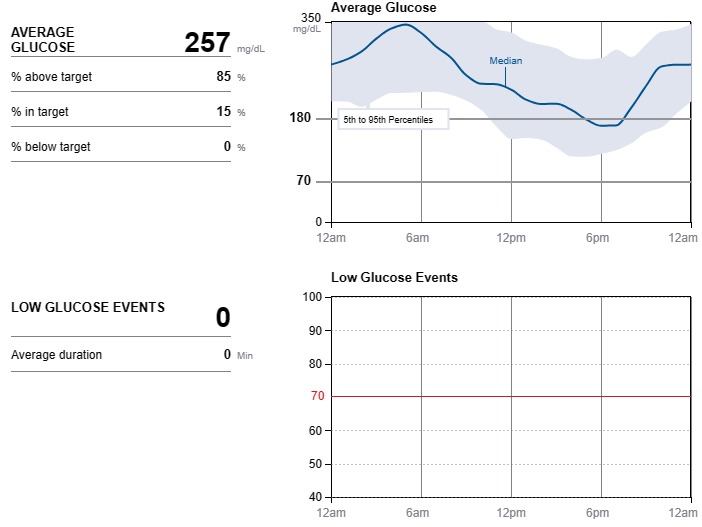 AVERAGE
GLUCOSE
257 mg/dL
% above target 85 %
% in target 15 %
% below target 0 %
Average Glucose
350
mg/dL
180
70
0
Median
5th to 95th Percentiles
12am 6am 12pm 6pm 12am
LOW GLUCOSE EVENTS 0
Average duration 0 Min
Low Glucose Events
100
90
80
70
60
50
40
12am 6am 12pm 6pm 12am